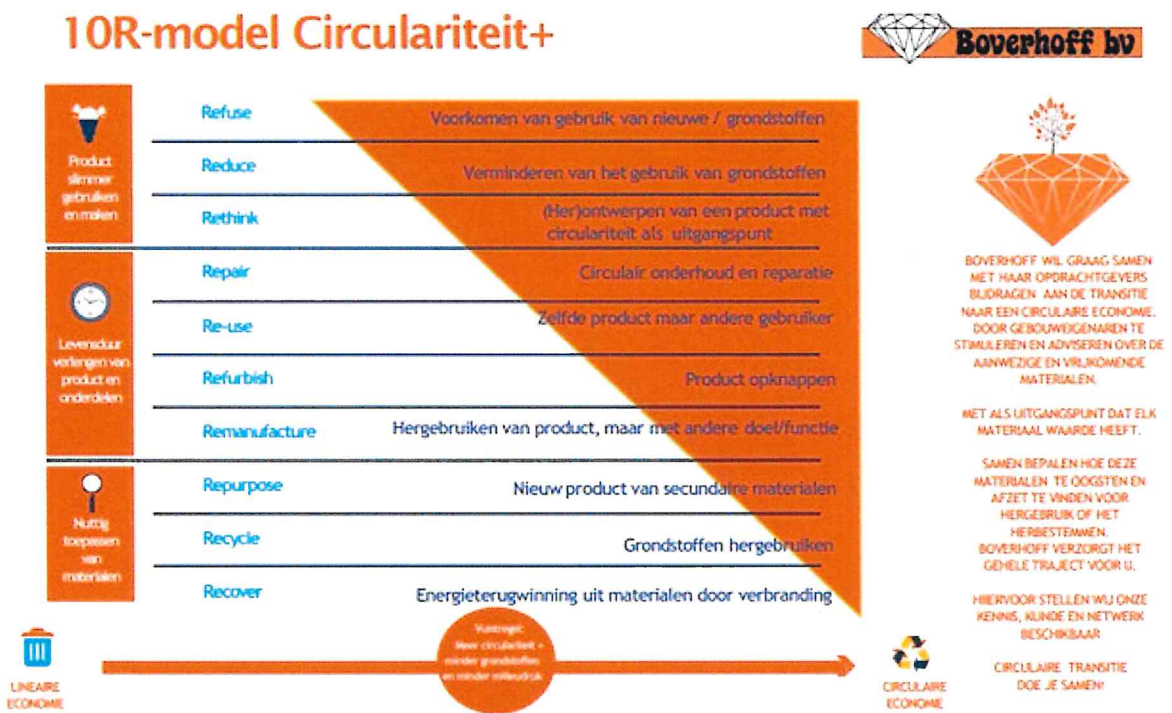 10R-model Circulariteit+
Boverhoff bv
Product
slimmer
gebruiken
en maken
Refuse
Voorkomen van gebruik van nieuwe / grondstoffen
Reduce
Verminderen van het gebruik van grondstoffen
Rethink
(Her)ontwerpen van een product met
circulariteit als uitgangspunt
Levensduur
verlengen van
product en
onderdelen
Repair
Circulair onderhoud en reparatie
Re-use
Zelfde product maar andere gebruiker
Refurbish
Product opknappen
Remanufacture
Hergebruiken van product, maar met andere doel/functie
Nuttig
toepassen
van
materialen
Repurpose
Nieuw product van secundaire materialen
Recycle
Grondstoffen hergebruiken
Recover
Energieterugwinning uit materialen door verbranding
LINEAIRE
ECONOMIE
Vuistregel:
Meer circulariteit =
minder grondstoffen
en minder milieudruk
CIRCULAIRE
ECONOMIE
BOVERHOFF WIL GRAAG SAMEN
MET HAAR OPDRACHTGEVERS
BIJDRAGEN AAN DE TRANSITIE
NAAR EEN CIRCULAIRE ECONOMIE.
DOOR GEBOUWEIGENAREN TE
STIMULEREN EN ADVISEREN OVER DE
AANWEZIGE EN VRIJKOMENDE
MATERIALEN.
MET ALS UITGANGSPUNT DAT ELK
MATERIAAL WAARDE HEEFT.
SAMEN BEPALEN HOE DEZE
MATERIALEN TE OOGSTEN EN
AFZET TE VINDEN VOOR
HERGEBRUIK OF HET
HERBESTEMMEN.
BOVERHOFF VERZORGT HET
GEHELE TRAJECT VOOR U.
HIERVOOR STELLEN WIJ ONZE
KENNIS, KUNDE EN NETWERK
BESCHIKBAAR
CIRCULAIRE TRANSITIE
DOE JE SAMEN!